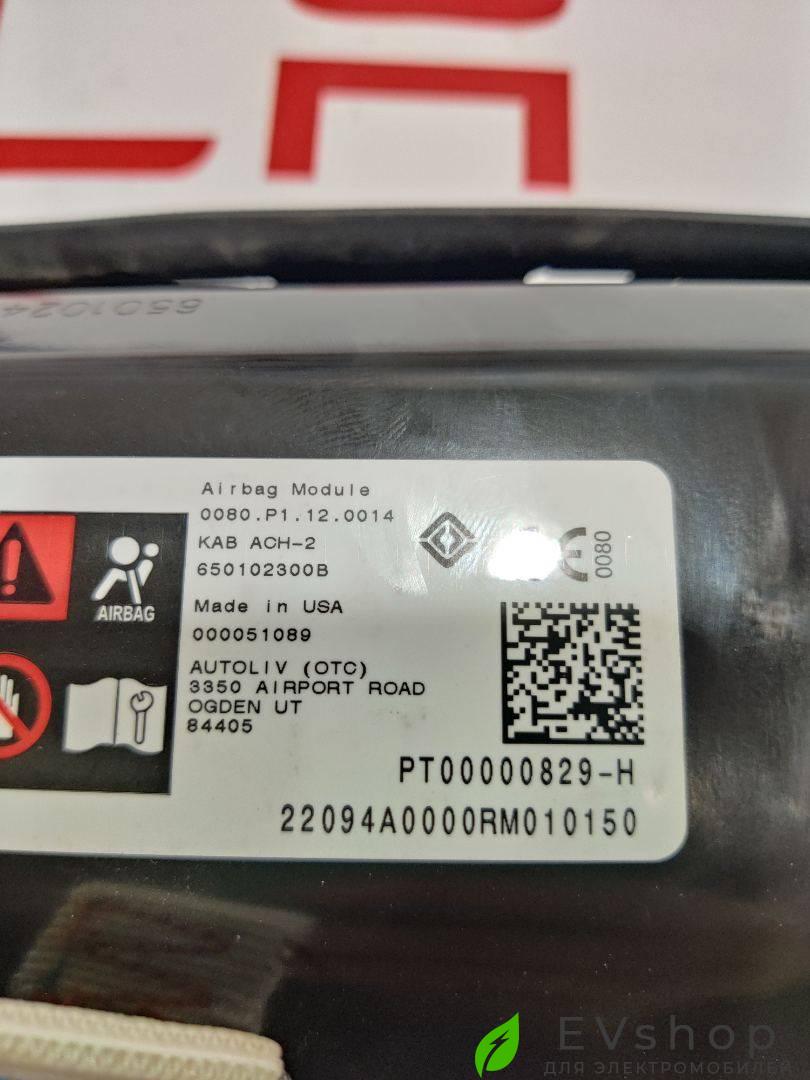 Airbag Module
0080.P1.12.0014
KAB ACH-2
650102300B
Made in USA
000051089
AUTOLIV (OTC)
3350 AIRPORT ROAD
OGDEN UT
84405
AIRBAG
0080
PT00000829-H
22094A0000RM010150
EVshop
ДЛЯ ЭЛЕКТРОМОБИЛЕЙ